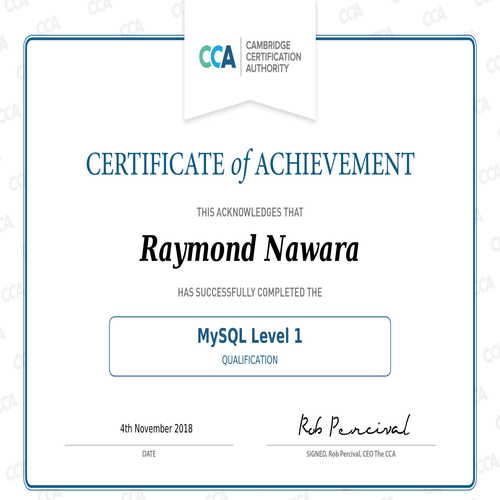 CCA
CAMBRIDGE
CERTIFICATION
AUTHORITY
CERTIFICATE of ACHIEVEMENT
THIS ACKNOWLEDGES THAT
Raymond Nawara
HAS SUCCESSFULLY COMPLETED THE
MySQL Level 1
QUALIFICATION
4th November 2018
Rob Percival
DATE
SIGNED, Rob Percival, CEO The CCA